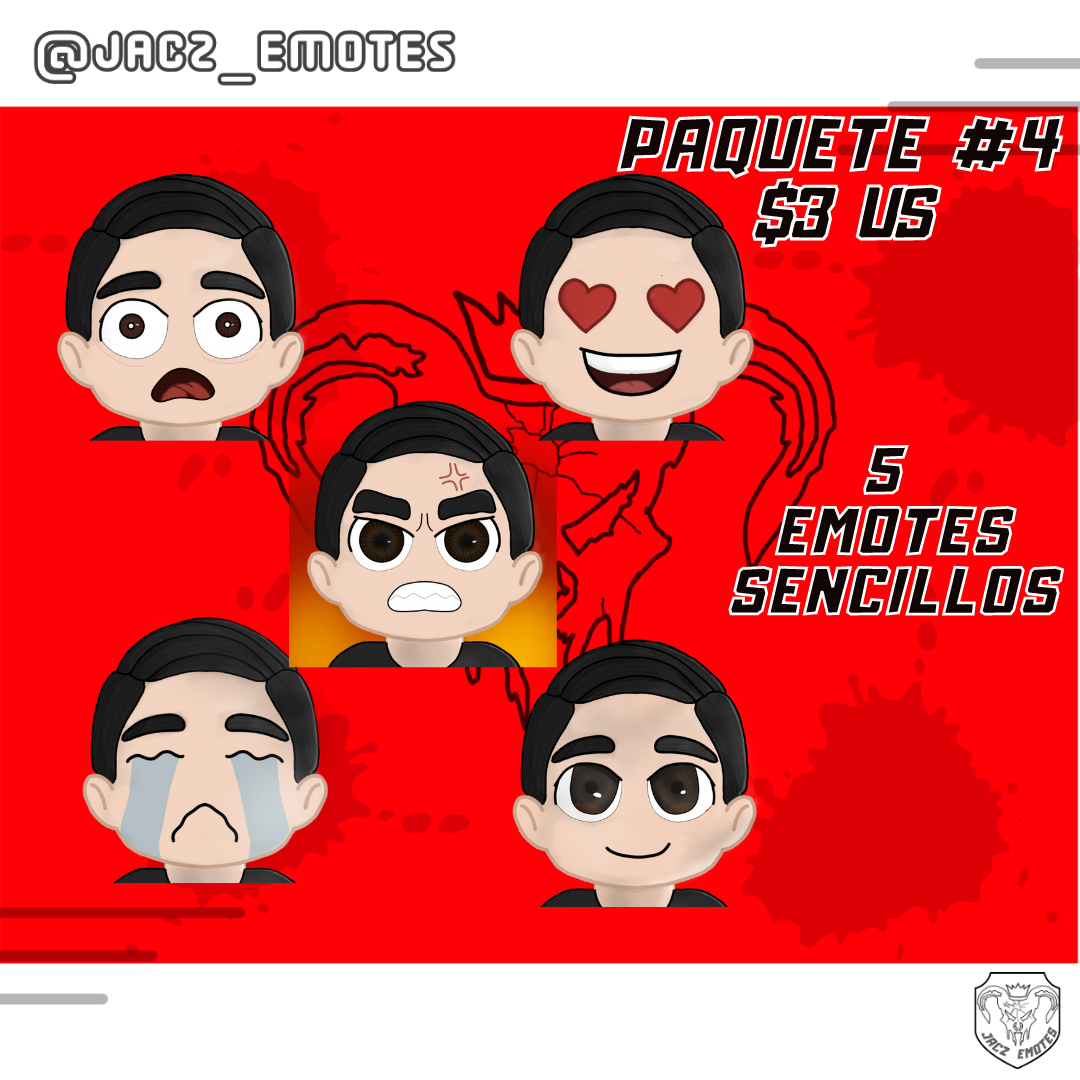 @JACZ_EMOTES
PAQUETE #4
$3 US
5
EMOTES
SENCILLOS
JACZ EMOTES